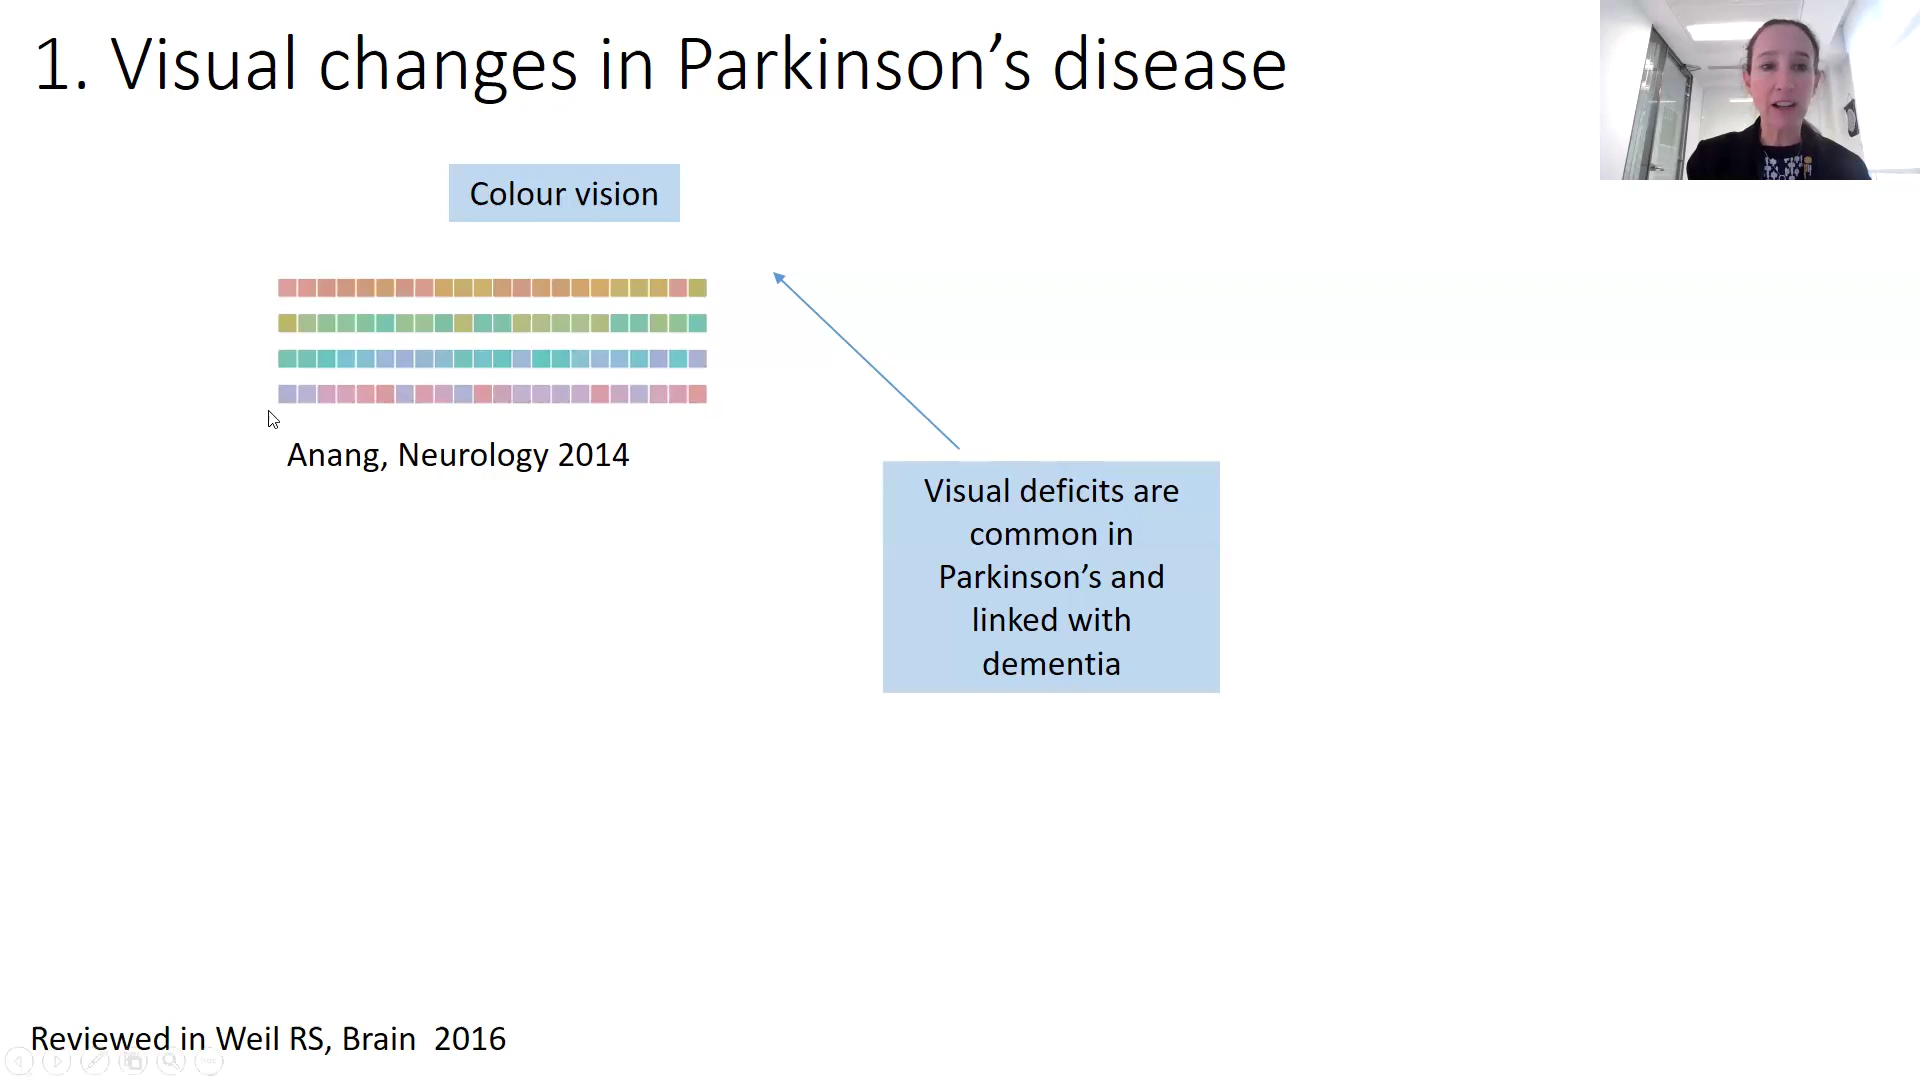 1. Visual changes in Parkinson’s disease
Colour vision
Anang, Neurology 2014
Visual deficits are
common in
Parkinson’s and
linked with
dementia
Reviewed in Weil RS, Brain  2016